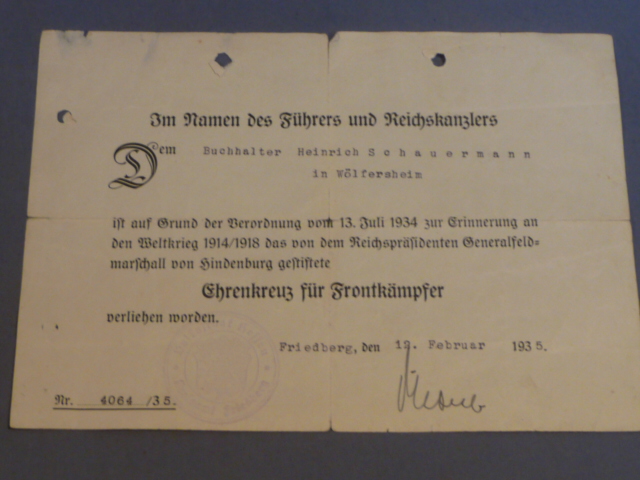 Im Namen des Führers und Reichskanzlers
Dem Buchhalter Heinrich Schauermann
in Wölfersheim
ist auf Grund der Verordnung vom 13. Juli 1934 zur Erinnerung an
den Weltkrieg 1914/1918 das von dem Reichspräsidenten Generalfeld-
marschall von Hindenburg gestiftete
Ehrenkreuz für Frontkämpfer
verliehen worden.
Friedberg, den 12. Februar 1935.
Nr. 4064 /35.